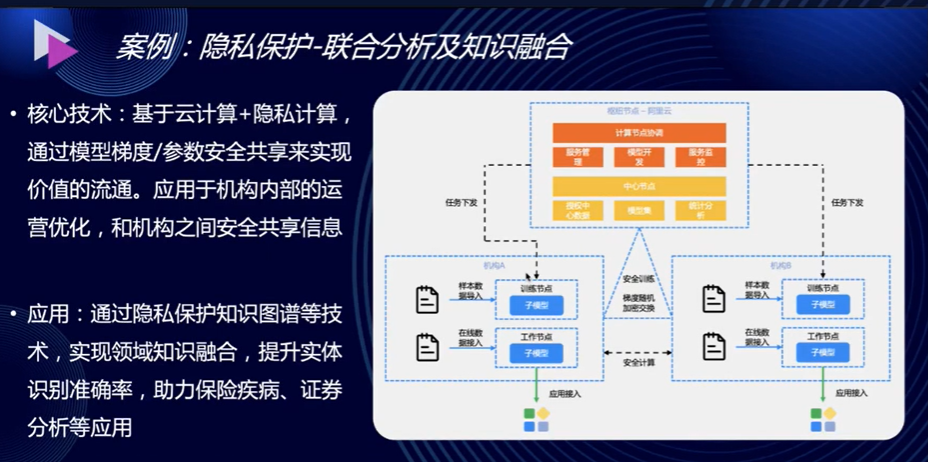 案例：隐私保护-联合分析及知识融合
• 核心技术：基于云计算+隐私计算，
通过模型梯度/参数安全共享来实现
价值的流通。应用于机构内部的运
营优化，和机构之间安全共享信息
• 应用：通过隐私保护知识图谱等技
术，实现领域知识融合，提升实体
识别准确率，助力保险疾病、证券
分析等应用
枢纽节点-阿里云
计算节点协调
服务管
理
模型开
发
服务监
控
中心节点
授权中
心数据
模型集
统计分
析
任务下发
任务下发
机构A
样本数
据导入
训练节点
子模型
在线数
据接入
工作节点
子模型
应用接入
安全训练
梯度随机
加密交换
安全计算
机构B
样本数
据导入
训练节点
子模型
在线数
据接入
工作节点
子模型
应用接入